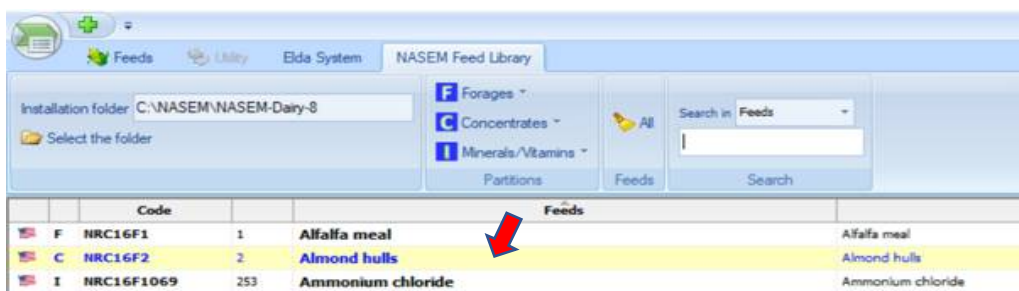 Feeds Utility Elda System NASEM Feed Library
Installation folder C:\NASEM\NASEM-Dairy-8
Select the folder
F Forages
C Concentrates
I Minerals/Vitamins
Partitions
All
Feeds
Search in Feeds
Search
Code Feeds
F NRC16F1 1 Alfalfa meal Alfalfa meal
C NRC16F2 2 Almond hulls Almond hulls
I NRC16F1069 253 Ammonium chloride Ammonium chloride